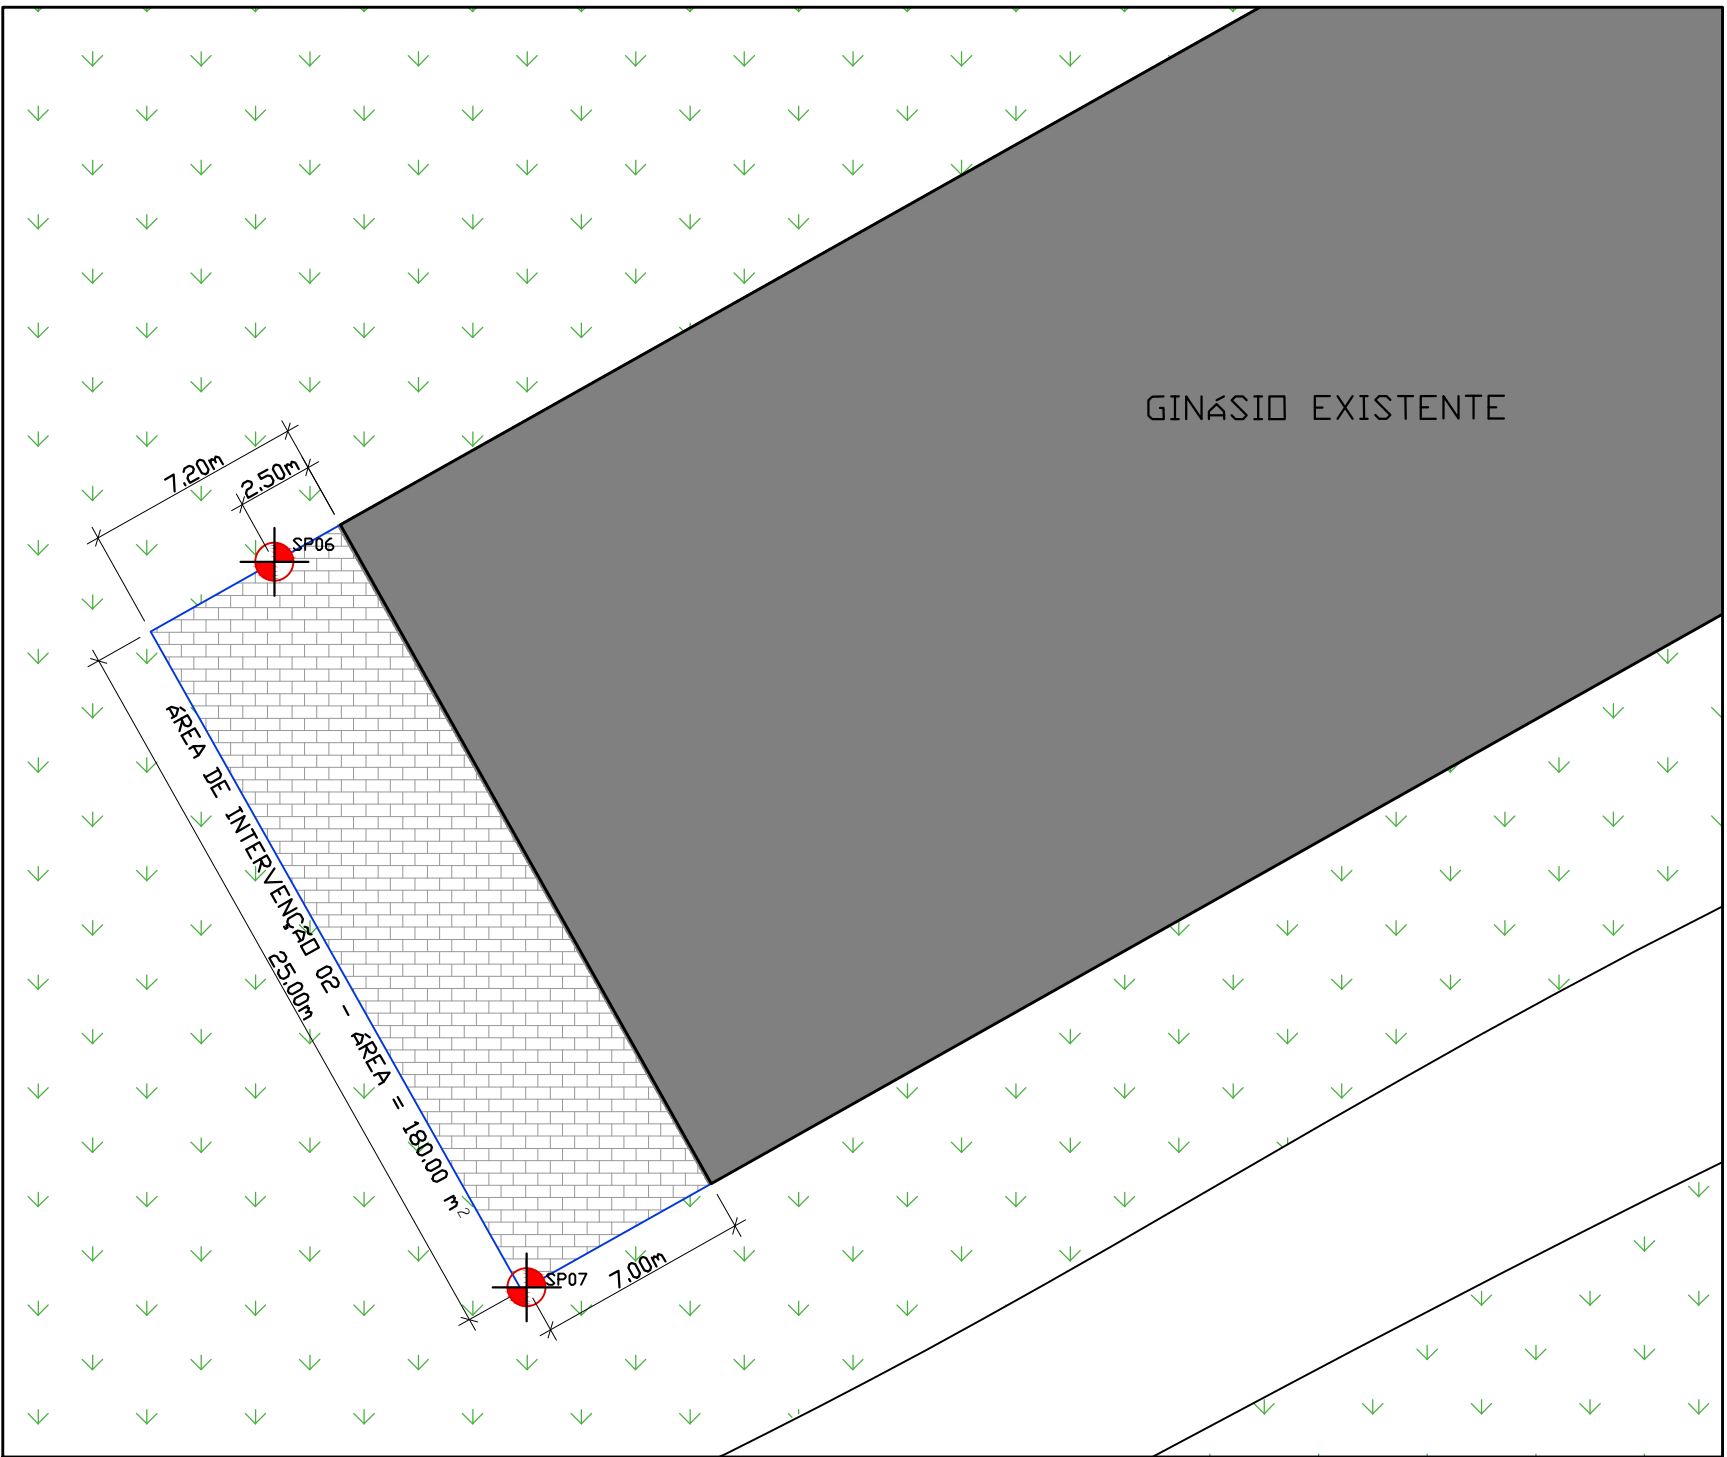 GINÁSIO EXISTENTE
7.20m
2.50m
SP06
ÁREA DE INTERVENÇÃO 02 - ÁREA = 180.00 m²
25.00m
SP07
7.00m